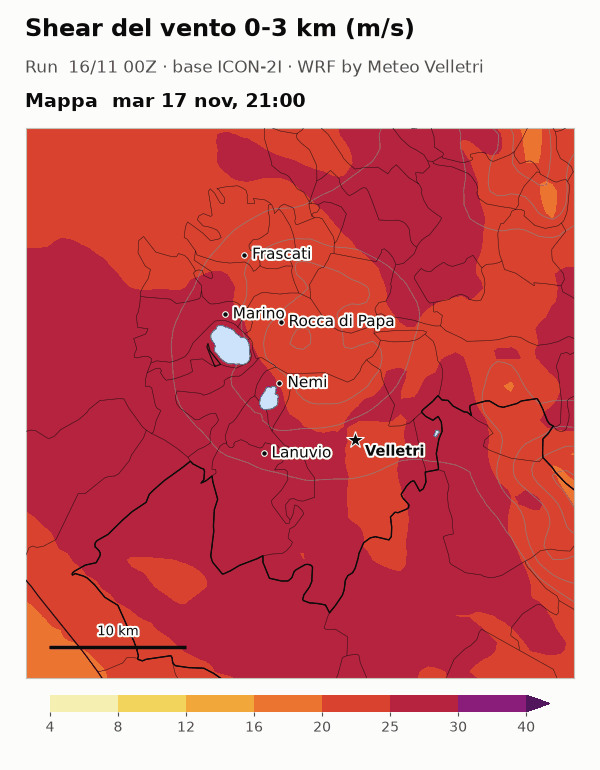 Shear del vento 0-3 km (m/s)
Run  16/11 00Z · base ICON-2I · WRF by Meteo Velletri
Mappa  mar 17 nov, 21:00
Frascati
Marino
Rocca di Papa
Nemi
Velletri
Lanuvio
10 km
4 8 12 16 20 25 30 40